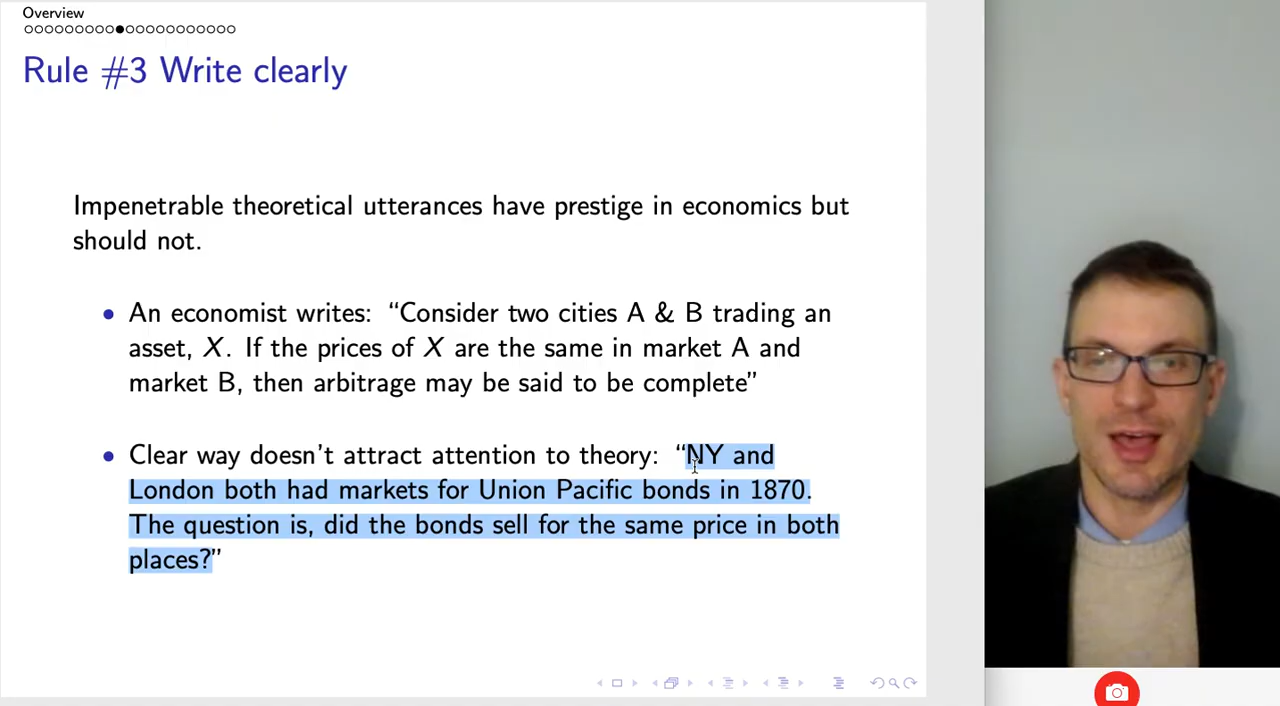 Overview
Rule #3 Write clearly
Impenetrable theoretical utterances have prestige in economics but
should not.
• An economist writes: “Consider two cities A & B trading an
asset, X. If the prices of X are the same in market A and
market B, then arbitrage may be said to be complete”
• Clear way doesn’t attract attention to theory: “NY and
London both had markets for Union Pacific bonds in 1870.
The question is, did the bonds sell for the same price in both
places?”